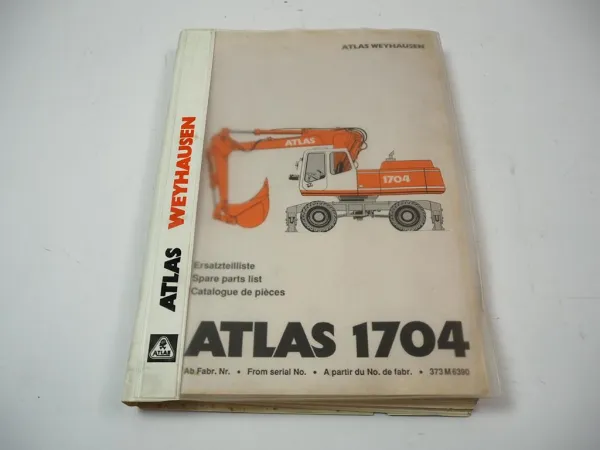 ATLAS WEYHAUSEN
ATLAS WEYHAUSEN
ATLAS
1704
Ersatzteilliste
Spare parts list
Catalogue de pièces
ATLAS
ATLAS 1704
Ab Fabr. Nr. • From serial No. • A partir du No. de fabr. • 373 M 6390